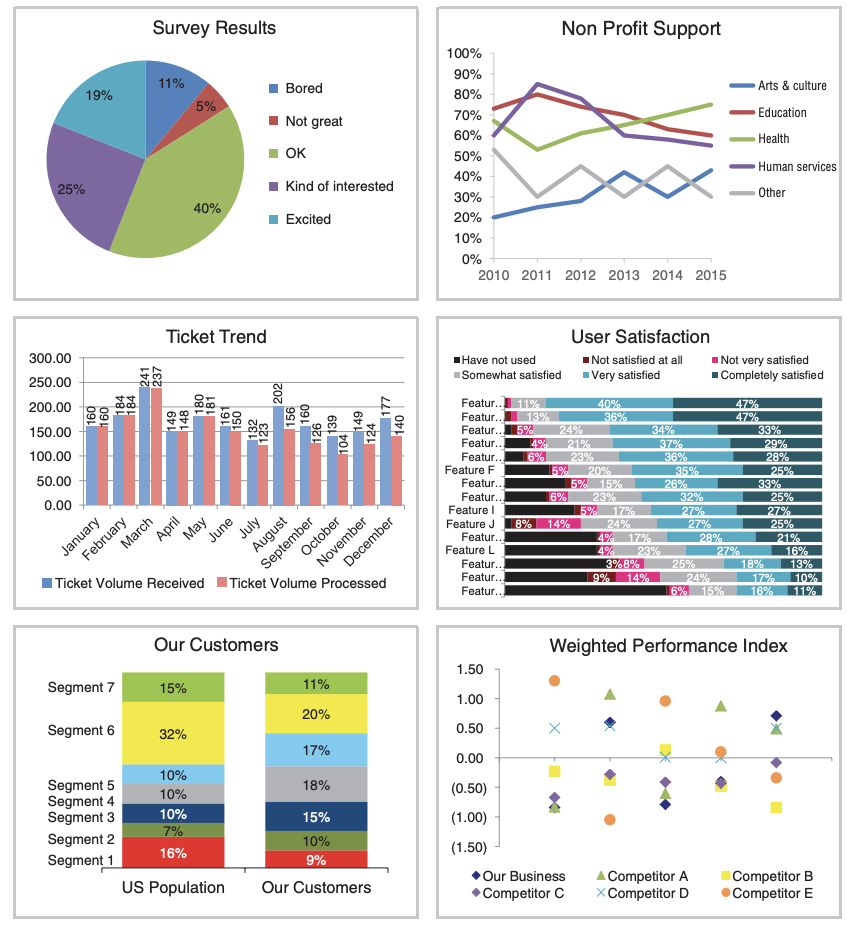 Survey Results
11%
19%
5%
25%
40%
Bored
Not great
OK
Kind of interested
Excited
Non Profit Support
100%
90%
80%
70%
60%
50%
40%
30%
20%
10%
0%
2010 2011 2012 2013 2014 2015
Arts & culture
Education
Health
Human services
Other
Ticket Trend
300.00
250.00
200.00
150.00
100.00
50.00
0.00
160 160 184 184 241 237 149 148 180 181 161 150 132 123 202 156 160 126 139 104 149 124 177 140
January February March April May June July August September October November December
Ticket Volume Received Ticket Volume Processed
User Satisfaction
Have not used Not satisfied at all Not very satisfied
Somewhat satisfied Very satisfied Completely satisfied
Featur... 11% 40% 47%
Featur... 13% 36% 47%
Featur... 5% 24% 34% 33%
Featur... 4% 21% 37% 29%
Featur... 6% 23% 36% 28%
Feature F 5% 20% 35% 25%
Featur... 5% 15% 26% 33%
Featur... 6% 23% 32% 25%
Feature I 5% 17% 27% 27%
Feature J 8% 14% 24% 27% 25%
Featur... 4% 17% 28% 21%
Feature L 4% 23% 27% 16%
Featur... 3% 8% 25% 18% 13%
Featur... 9% 14% 24% 17% 10%
Featur... 6% 15% 16% 11%
Our Customers
Segment 7 15% 11%
Segment 6 32% 20%
17%
Segment 5 10%
Segment 4 10% 18%
Segment 3 10% 15%
Segment 2 7% 10%
Segment 1 16% 9%
US Population Our Customers
Weighted Performance Index
1.50
1.00
0.50
0.00
(0.50)
(1.00)
(1.50)
Our Business Competitor A Competitor B
Competitor C Competitor D Competitor E